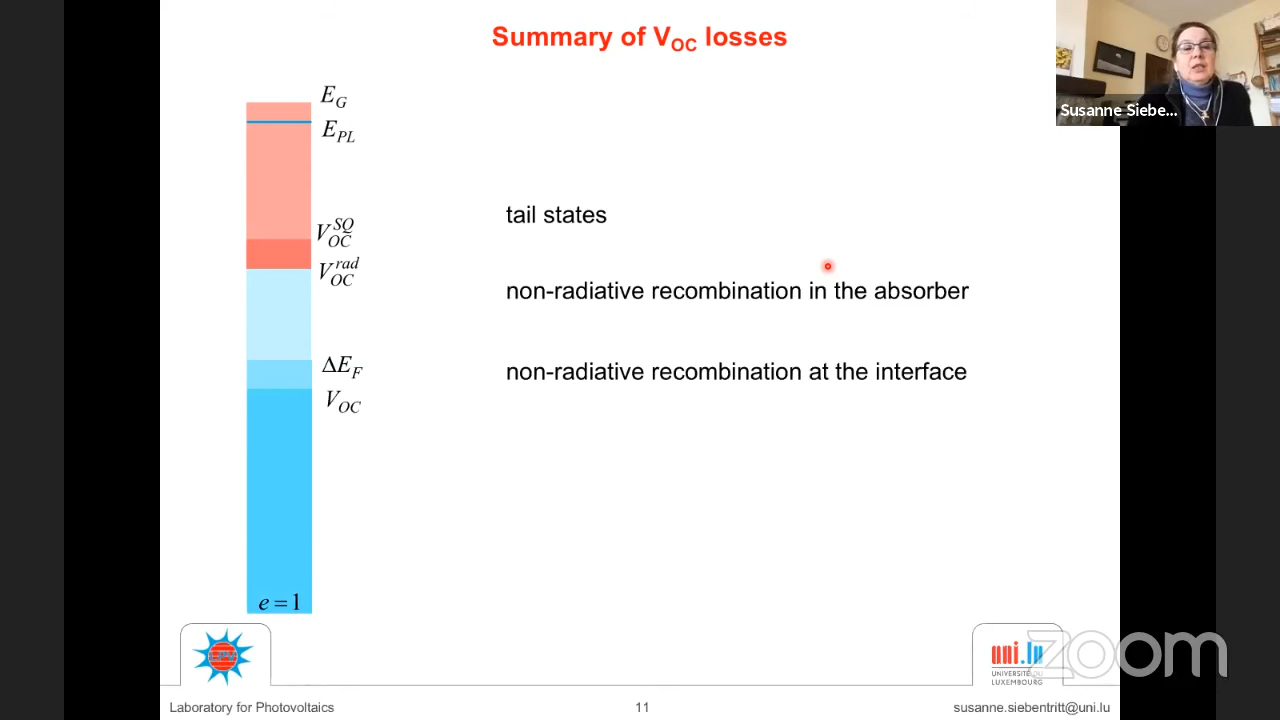 Summary of V_OC losses
E_G
E_PL
V_OC^SQ
V_OC^rad
ΔE_F
V_OC
e = 1
tail states
non-radiative recombination in the absorber
non-radiative recombination at the interface
Susanne Siebe...
LPV
uni.lu
UNIVERSITÉ DU
LUXEMBOURG
zoom
Laboratory for Photovoltaics
11
susanne.siebentritt@uni.lu